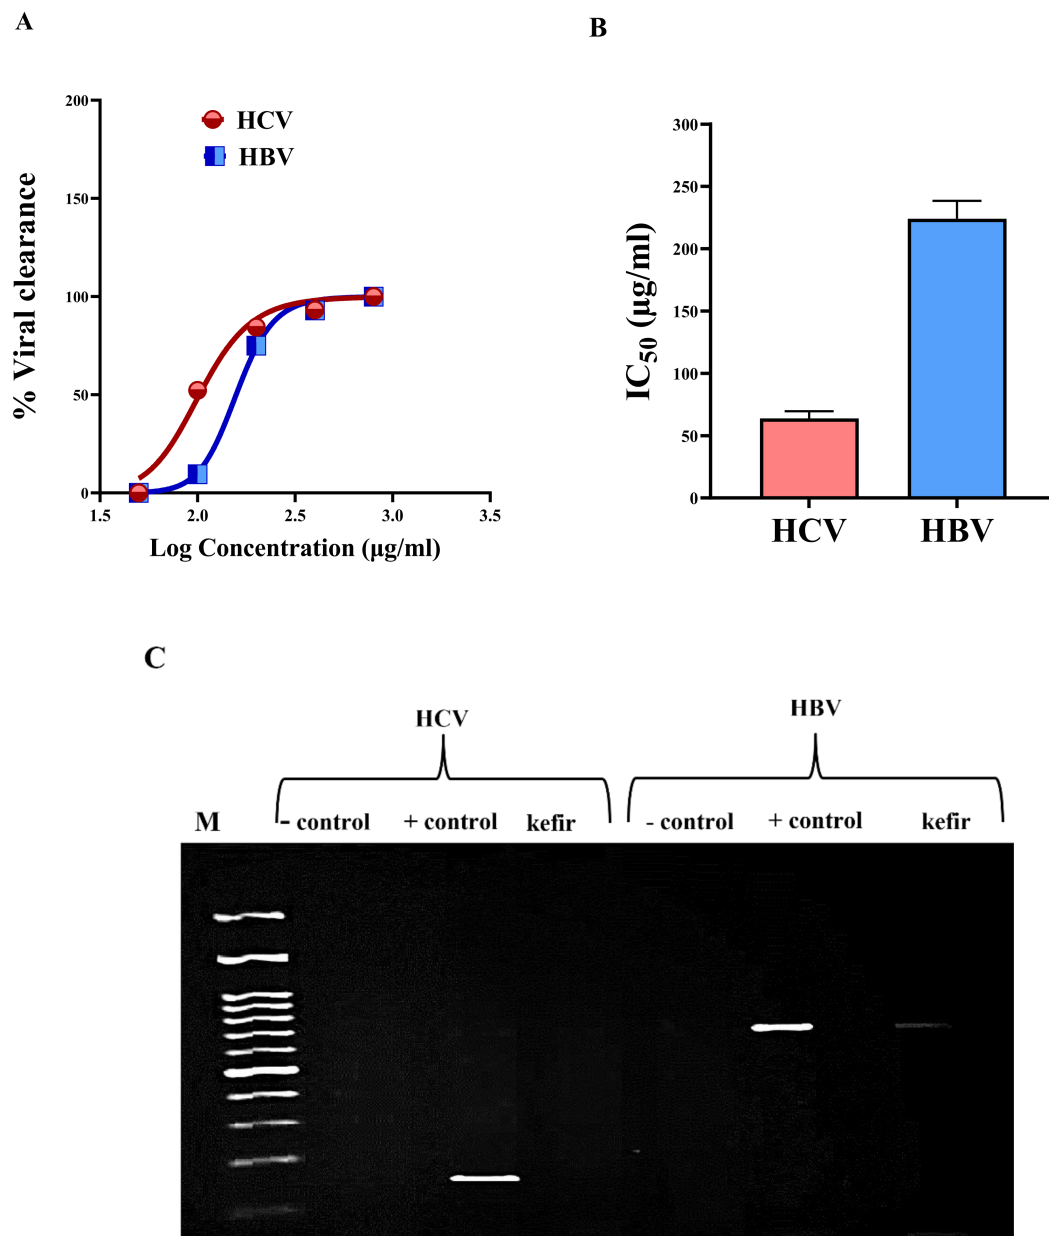 A
HCV
HBV
200
150
100
50
0
% Viral clearance
1.5 2.0 2.5 3.0 3.5
Log Concentration (µg/ml)
B
300
250
200
150
100
50
0
IC50 (µg/ml)
HCV HBV
C
HCV HBV
M - control + control kefir - control + control kefir